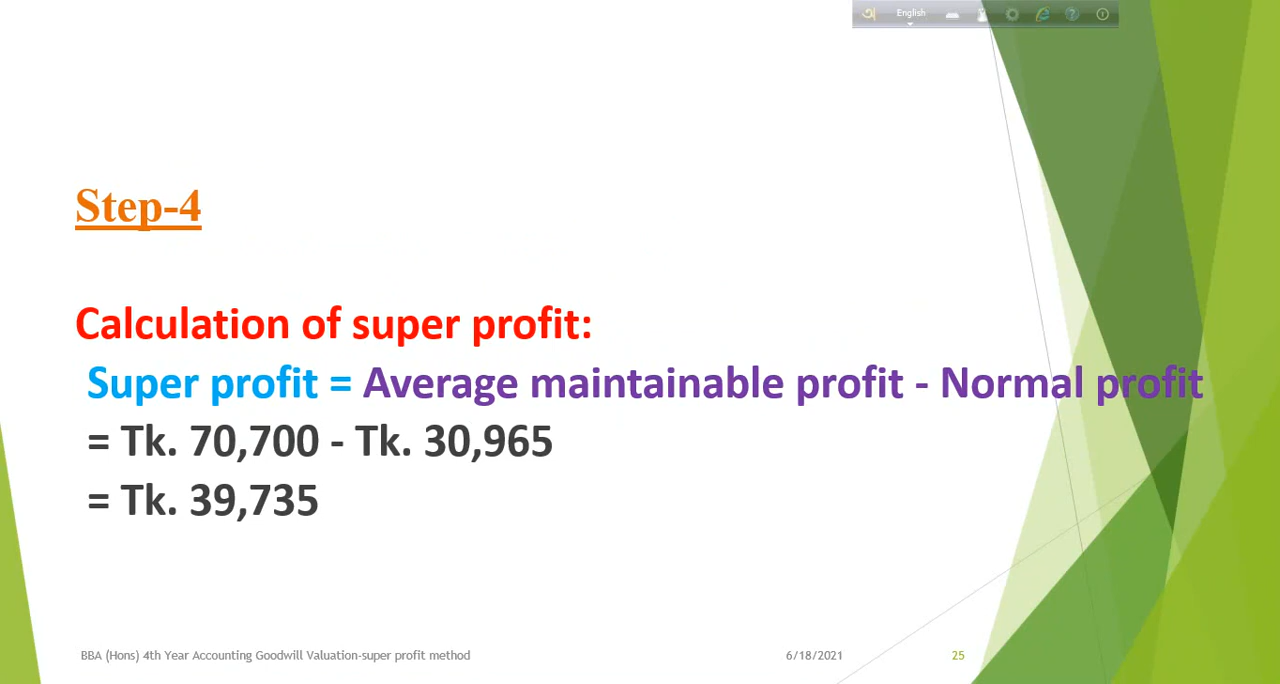 অ English
Step-4
Calculation of super profit:
Super profit = Average maintainable profit - Normal profit
= Tk. 70,700 - Tk. 30,965
= Tk. 39,735
BBA (Hons) 4th Year Accounting Goodwill Valuation-super profit method 6/18/2021 25